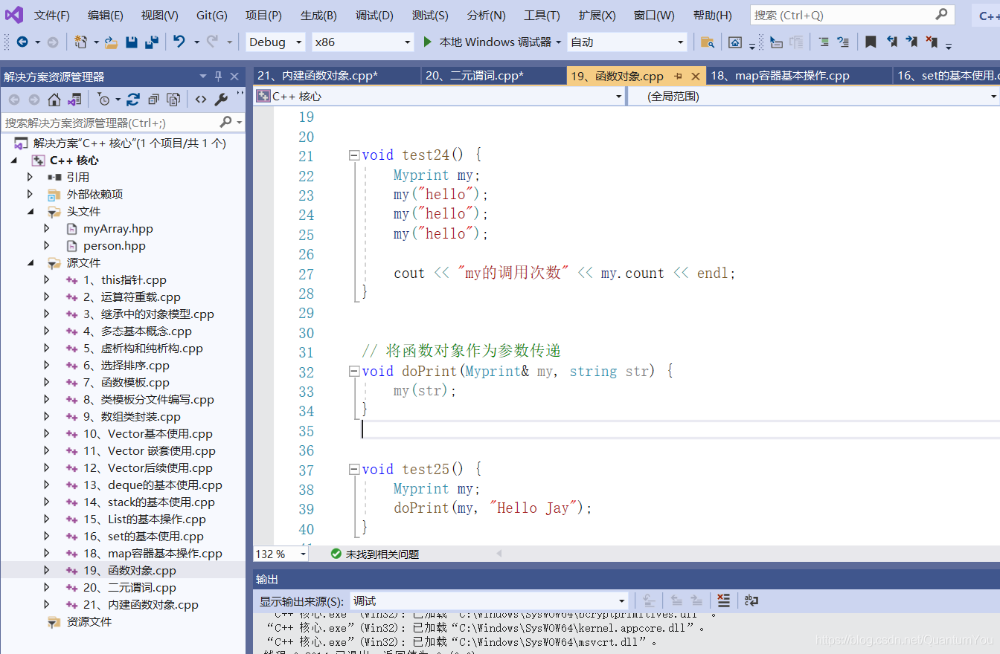 文件(F) 编辑(E) 视图(V) Git(G) 项目(P) 生成(B) 调试(D) 测试(S) 分析(N) 工具(T) 扩展(X) 窗口(W) 帮助(H) 搜索 (Ctrl+Q) C++
Debug x86 本地 Windows 调试器 自动
解决方案资源管理器
搜索解决方案资源管理器(Ctrl+;)
解决方案"C++ 核心"(1 个项目/共 1 个)
C++ 核心
引用
外部依赖项
头文件
myArray.hpp
person.hpp
源文件
1、this指针.cpp
2、运算符重载.cpp
3、继承中的对象模型.cpp
4、多态基本概念.cpp
5、虚析构和纯析构.cpp
6、选择排序.cpp
7、函数模板.cpp
8、类模板分文件编写.cpp
9、数组类封装.cpp
10、Vector基本使用.cpp
11、Vector 嵌套使用.cpp
12、Vector后续使用.cpp
13、deque的基本使用.cpp
14、stack的基本使用.cpp
15、List的基本操作.cpp
16、set的基本使用.cpp
18、map容器基本操作.cpp
19、函数对象.cpp
20、二元谓词.cpp
21、内建函数对象.cpp
资源文件
21、内建函数对象.cpp* 20、二元谓词.cpp* 19、函数对象.cpp 18、map容器基本操作.cpp 16、set的基本使用.c
C++ 核心 (全局范围)
19
20
21 void test24() {
22 Myprint my;
23 my("hello");
24 my("hello");
25 my("hello");
26
27 cout << "my的调用次数" << my.count << endl;
28 }
29
30
31 // 将函数对象作为参数传递
32 void doPrint(Myprint& my, string str) {
33 my(str);
34 }
35
36
37 void test25() {
38 Myprint my;
39 doPrint(my, "Hello Jay");
40 }
132 % 未找到相关问题
输出
显示输出来源(S): 调试
“C++ 核心.exe”(Win32): 已加载“C:\Windows\SysWOW64\bcryptprimitives.dll”。
“C++ 核心.exe”(Win32): 已加载“C:\Windows\SysWOW64\kernel.appcore.dll”。
“C++ 核心.exe”(Win32): 已加载“C:\Windows\SysWOW64\msvcrt.dll”。
https://blog.csdn.net/QuantumYou